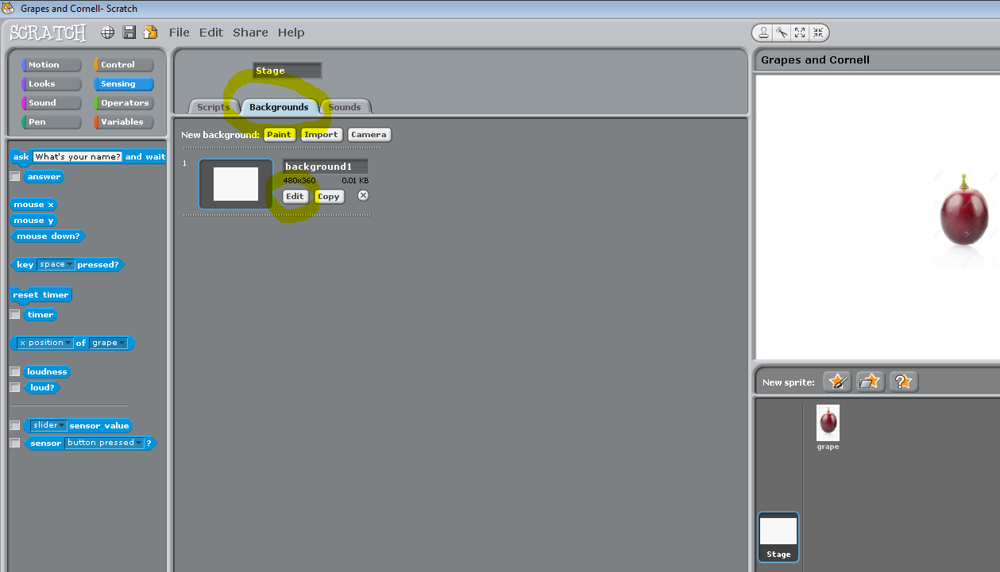 Grapes and Cornell- Scratch
SCRATCH File Edit Share Help
Motion Control
Looks Sensing
Sound Operators
Pen Variables
ask What's your name? and wait
answer
mouse x
mouse y
mouse down?
key space pressed?
reset timer
timer
x position of grape
loudness
loud?
slider sensor value
sensor button pressed ?
Stage
Scripts Backgrounds Sounds
New background: Paint Import Camera
1 background1
480x360 0.01 KB
Edit Copy
Grapes and Cornell
New sprite:
grape
Stage